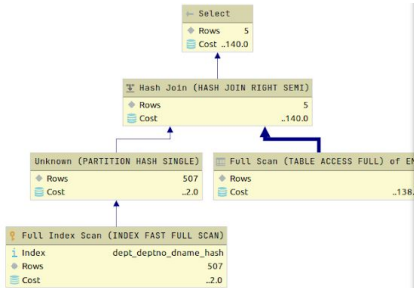 Select
Rows 5
Cost ..140.0
Hash Join (HASH JOIN RIGHT SEMI)
Rows 5
Cost ..140.0
Unknown (PARTITION HASH SINGLE)
Rows 507
Cost ..2.0
Full Scan (TABLE ACCESS FULL) of
Rows
Cost ..138.
Full Index Scan (INDEX FAST FULL SCAN)
Index dept_deptno_dname_hash
Rows 507
Cost ..2.0